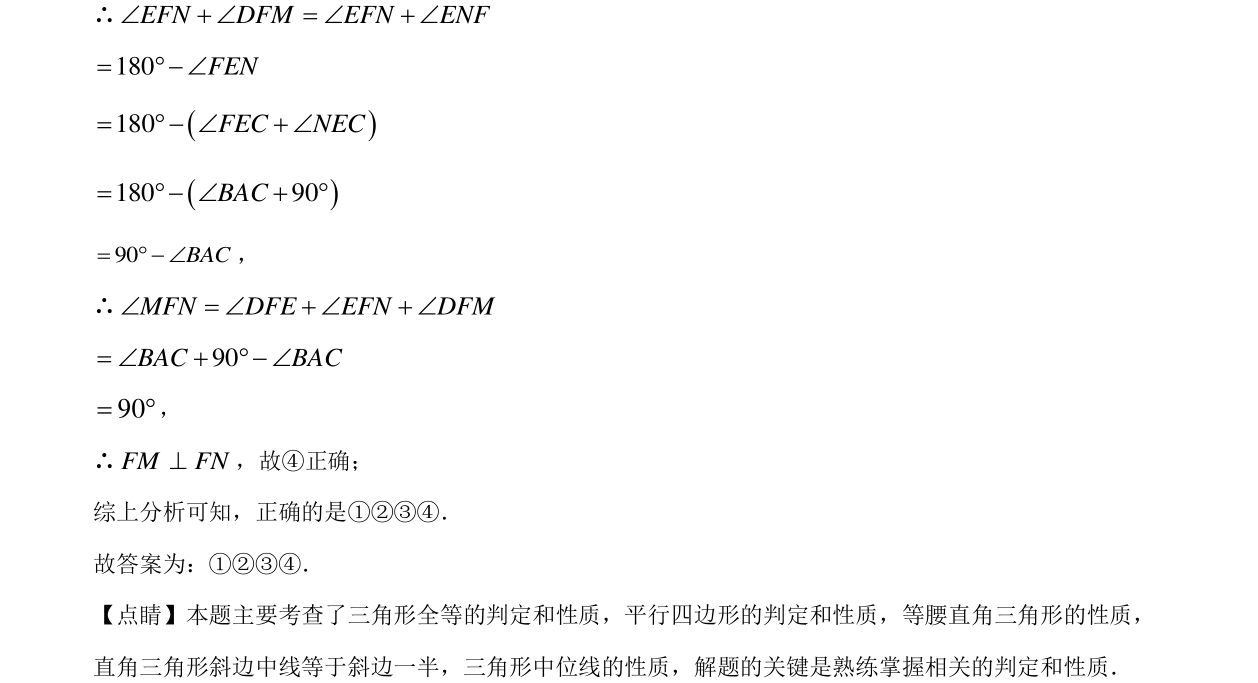 ∴∠EFN+∠DFM=∠EFN+∠ENF
=180°−∠FEN
=180°−(∠FEC+∠NEC)
=180°−(∠BAC+90°)
=90°−∠BAC，
∴∠MFN=∠DFE+∠EFN+∠DFM
=∠BAC+90°−∠BAC
=90°，
∴FM⊥FN，故④正确；
综上分析可知，正确的是①②③④．
故答案为：①②③④．
【点睛】本题主要考查了三角形全等的判定和性质，平行四边形的判定和性质，等腰直角三角形的性质，
直角三角形斜边中线等于斜边一半，三角形中位线的性质，解题的关键是熟练掌握相关的判定和性质．